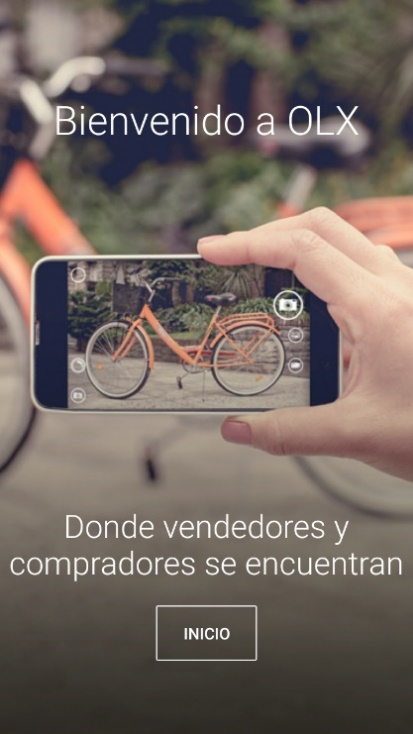 Bienvenido a OLX
Donde vendedores y
compradores se encuentran
INICIO